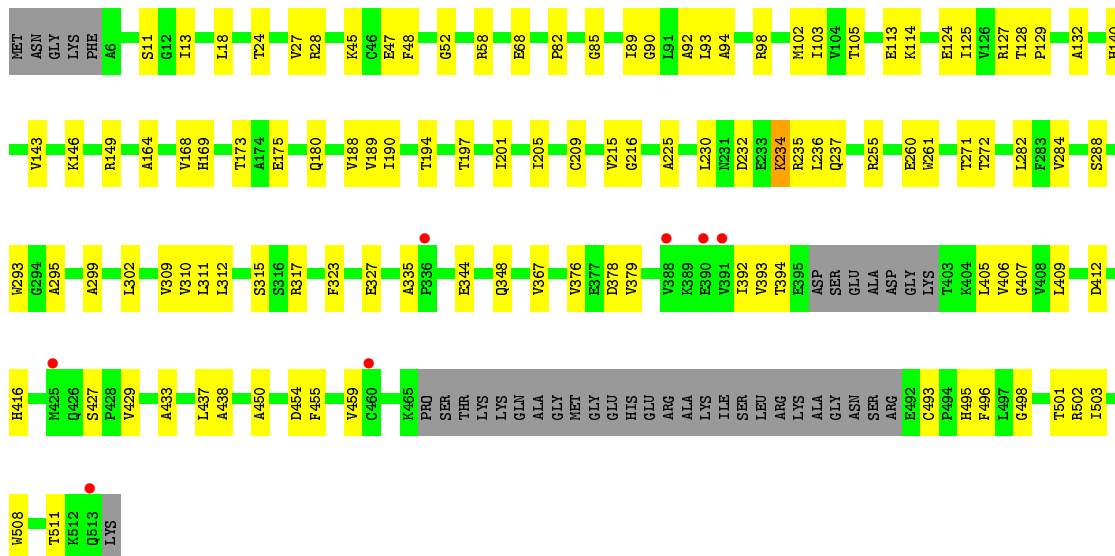 MET ASN GLY LYS PHE A6 S11 G12 I13 L18 T24 V27 R28 K45 C46 E47 F48 G52 R58 E68 P82 G85 I89 G90 L91 A92 L93 A94 R98 M102 I103 V104 T105 E113 K114 E124 I125 V126 R127 T128 P129 A132 H140
V143 K146 R149 A164 V168 H169 T173 A174 E175 Q180 V188 V189 I190 T194 T197 I201 I205 C209 V215 G216 A225 L230 N231 D232 E233 K234 R235 L236 Q237 R255 E260 W261 T271 T272 L282 F283 V284 S288
W293 G294 A295 A299 L302 V309 V310 L311 L312 S315 S316 R317 F323 E327 A335 P336 E344 Q348 V367 V376 E377 D378 V379 V388 K389 E390 V391 I392 V393 T394 E395 ASP SER GLU ALA ASP GLY LYS T403 K404 L405 V406 G407 V408 L409 D412
H416 M425 Q426 S427 P428 V429 A433 L437 A438 A450 D454 F455 V459 C460 K465 PRO SER THR LYS LYS GLN ALA GLY MET GLY GLU HIS GLU ARG ALA LYS ILE SER LEU ARG LYS ALA GLY ASN SER ARG E492 C493 P494 H495 F496 L497 G498 T501 R502 I503
W508 T511 K512 Q513 LYS